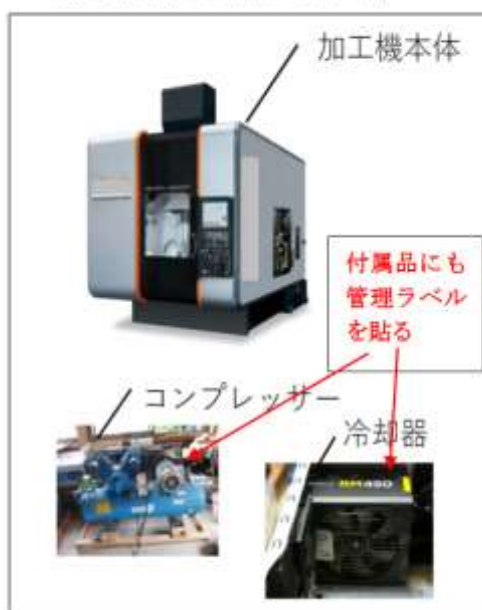 加工機本体
付属品にも
管理ラベル
を貼る
コンプレッサー
冷却器